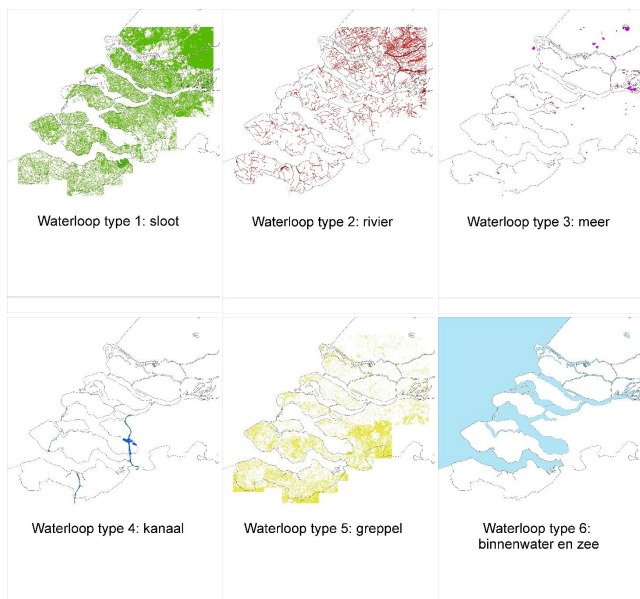 Waterloop type 1: sloot
Waterloop type 2: rivier
Waterloop type 3: meer
Waterloop type 4: kanaal
Waterloop type 5: greppel
Waterloop type 6:
binnenwater en zee